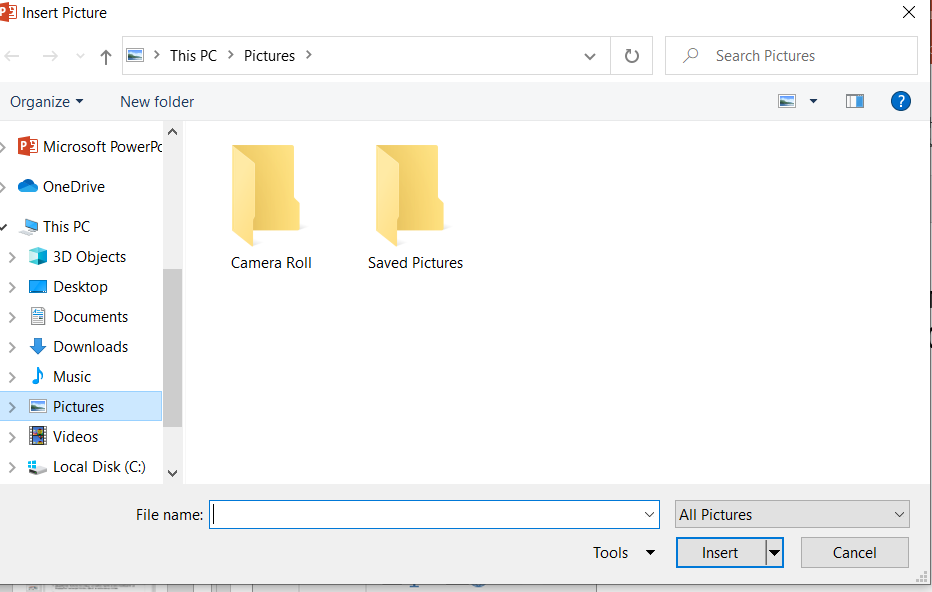 Insert Picture
This PC > Pictures >
Search Pictures
Organize
New folder
?
Microsoft PowerPo
OneDrive
This PC
3D Objects
Desktop
Documents
Downloads
Music
Pictures
Videos
Local Disk (C:)
Camera Roll
Saved Pictures
File name:
All Pictures
Tools
Insert
Cancel